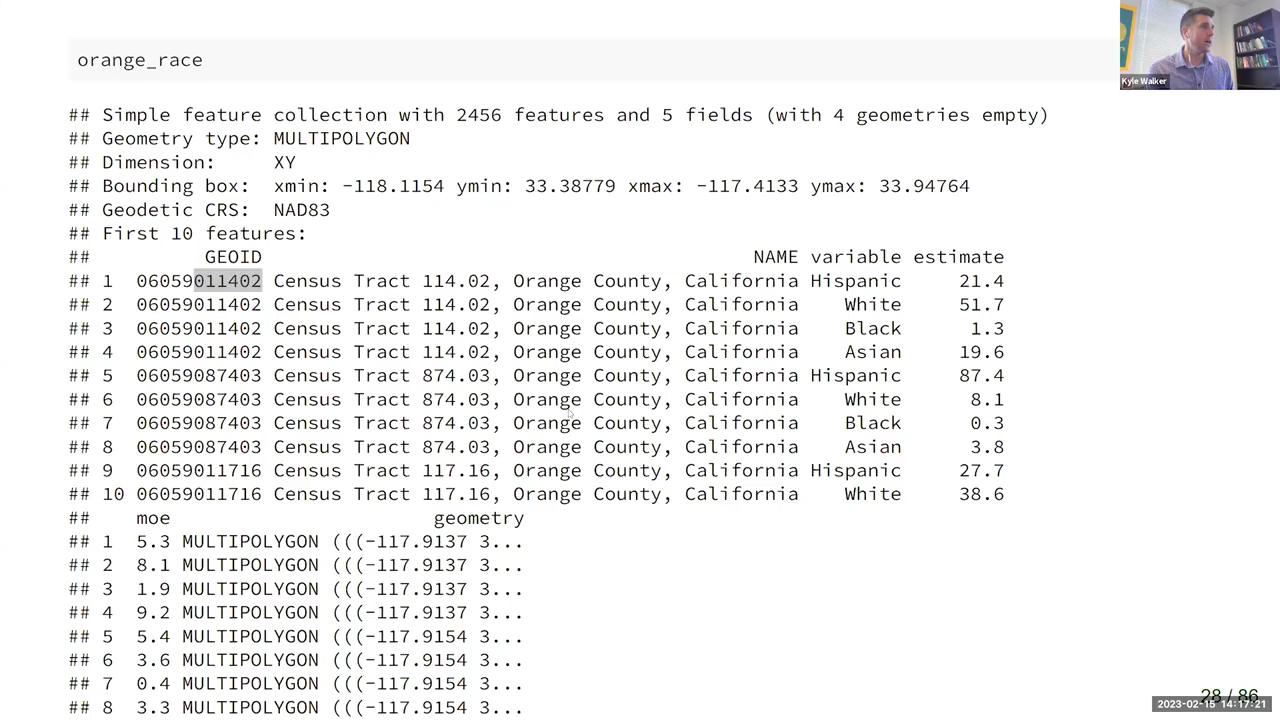 orange_race
Kyle Walker
## Simple feature collection with 2456 features and 5 fields (with 4 geometries empty)
## Geometry type: MULTIPOLYGON
## Dimension:     XY
## Bounding box:  xmin: -118.1154 ymin: 33.38779 xmax: -117.4133 ymax: 33.94764
## Geodetic CRS:  NAD83
## First 10 features:
##          GEOID                                           NAME variable estimate
## 1  06059011402 Census Tract 114.02, Orange County, California Hispanic     21.4
## 2  06059011402 Census Tract 114.02, Orange County, California    White     51.7
## 3  06059011402 Census Tract 114.02, Orange County, California    Black      1.3
## 4  06059011402 Census Tract 114.02, Orange County, California    Asian     19.6
## 5  06059087403 Census Tract 874.03, Orange County, California Hispanic     87.4
## 6  06059087403 Census Tract 874.03, Orange County, California    White      8.1
## 7  06059087403 Census Tract 874.03, Orange County, California    Black      0.3
## 8  06059087403 Census Tract 874.03, Orange County, California    Asian      3.8
## 9  06059011716 Census Tract 117.16, Orange County, California Hispanic     27.7
## 10 06059011716 Census Tract 117.16, Orange County, California    White     38.6
##    moe                       geometry
## 1  5.3 MULTIPOLYGON (((-117.9137 3...
## 2  8.1 MULTIPOLYGON (((-117.9137 3...
## 3  1.9 MULTIPOLYGON (((-117.9137 3...
## 4  9.2 MULTIPOLYGON (((-117.9137 3...
## 5  5.4 MULTIPOLYGON (((-117.9154 3...
## 6  3.6 MULTIPOLYGON (((-117.9154 3...
## 7  0.4 MULTIPOLYGON (((-117.9154 3...
## 8  3.3 MULTIPOLYGON (((-117.9154 3...
28 / 86
2023-02-15 14:17:21